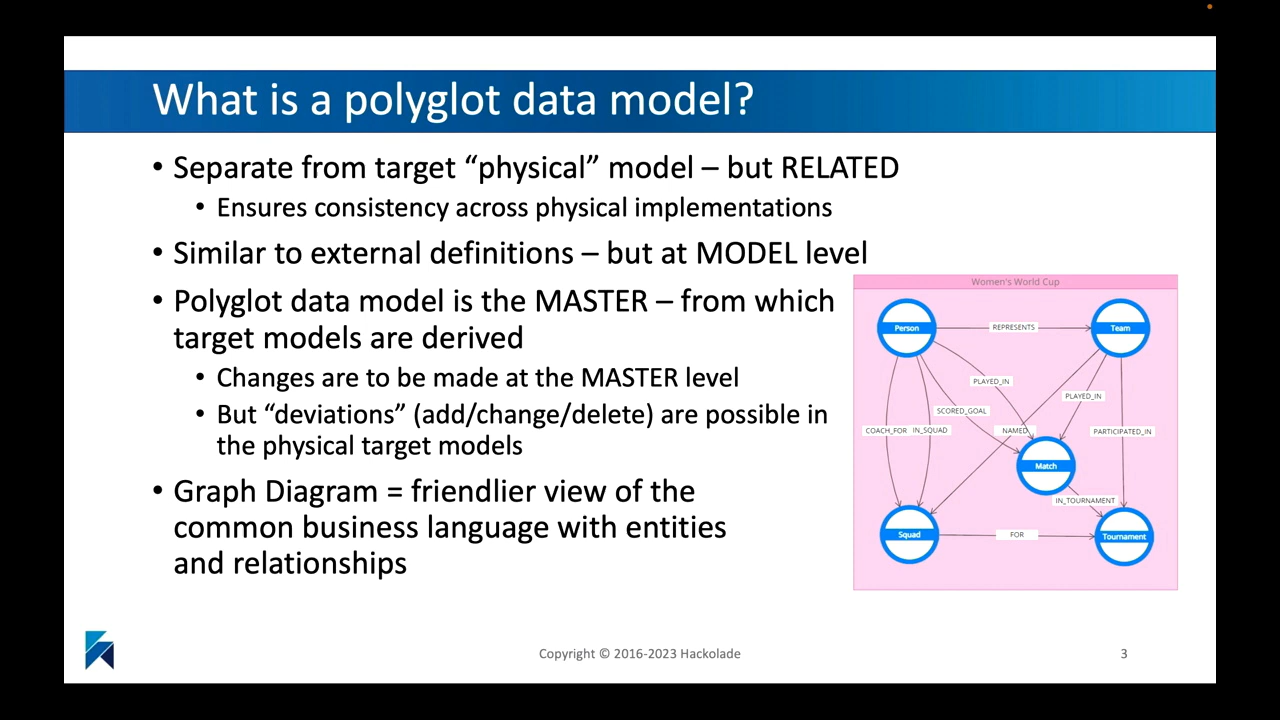 What is a polyglot data model?
• Separate from target “physical” model – but RELATED
• Ensures consistency across physical implementations
• Similar to external definitions – but at MODEL level
• Polyglot data model is the MASTER – from which
target models are derived
• Changes are to be made at the MASTER level
• But “deviations” (add/change/delete) are possible in
the physical target models
• Graph Diagram = friendlier view of the
common business language with entities
and relationships
Women's World Cup
Person
REPRESENTS
Team
PLAYED_IN
PLAYED_IN
SCORED_GOAL
COACH_FOR
IN_SQUAD
NAMED
PARTICIPATED_IN
Match
IN_TOURNAMENT
Squad
FOR
Tournament
Copyright © 2016-2023 Hackolade
3